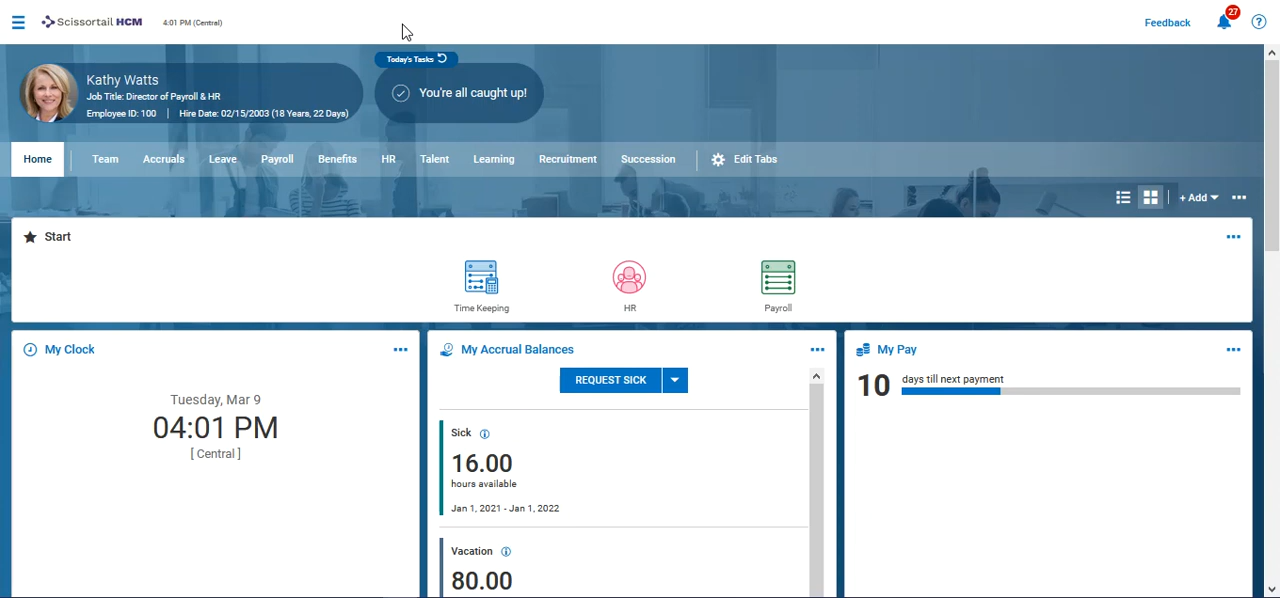 Scissortail HCM
4:01 PM (Central)
Feedback
27
Kathy Watts
Job Title: Director of Payroll & HR
Employee ID: 100 | Hire Date: 02/15/2003 (18 Years, 22 Days)
Today's Tasks
You're all caught up!
Home Team Accruals Leave Payroll Benefits HR Talent Learning Recruitment Succession Edit Tabs
+ Add
Start
Time Keeping
HR
Payroll
My Clock
Tuesday, Mar 9
04:01 PM
[ Central ]
My Accrual Balances
REQUEST SICK
Sick
16.00
hours available
Jan 1, 2021 - Jan 1, 2022
Vacation
80.00
My Pay
10 days till next payment